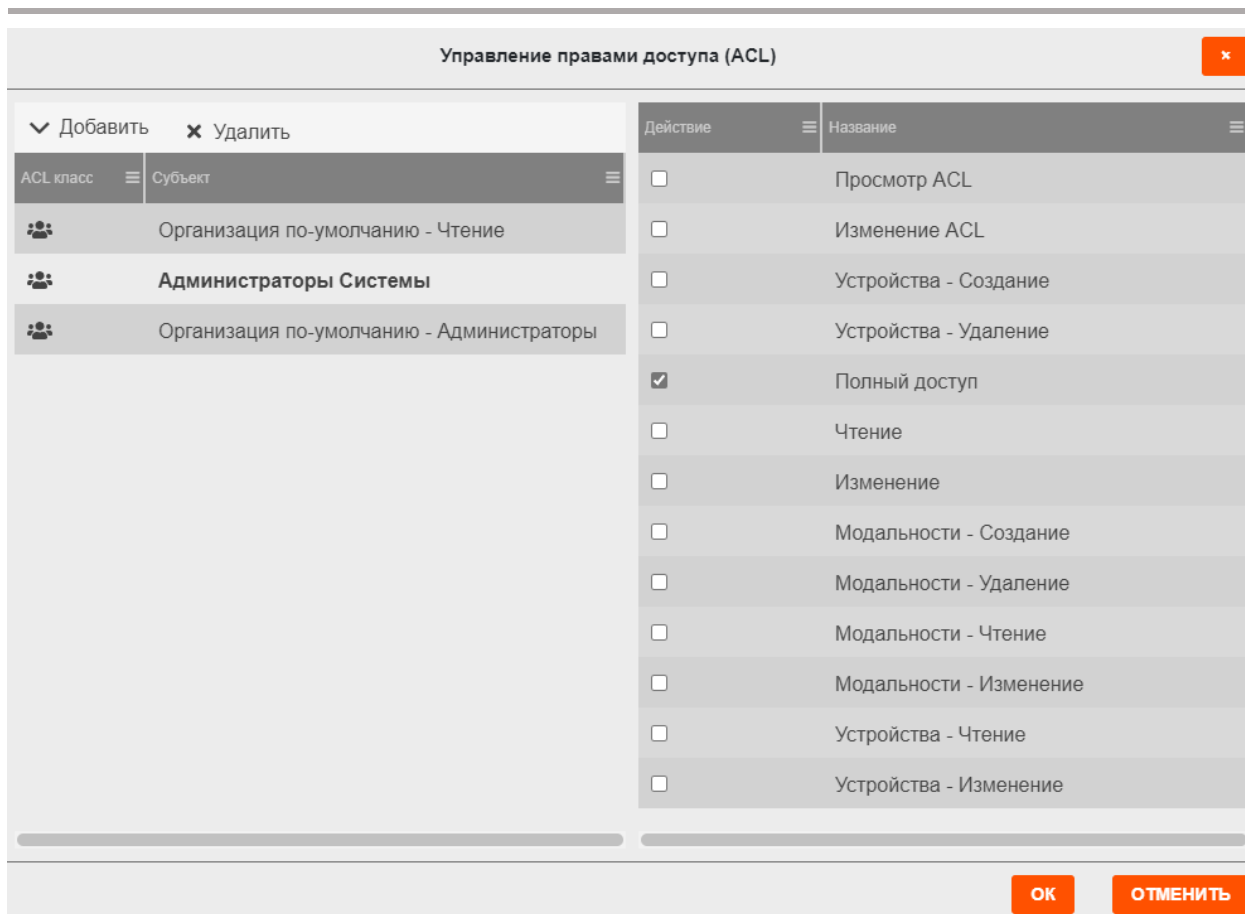 Управление правами доступа (ACL)
Добавить Удалить
ACL класс Субъект
Организация по-умолчанию - Чтение
Администраторы Системы
Организация по-умолчанию - Администраторы
Действие Название
Просмотр ACL
Изменение ACL
Устройства - Создание
Устройства - Удаление
Полный доступ
Чтение
Изменение
Модальности - Создание
Модальности - Удаление
Модальности - Чтение
Модальности - Изменение
Устройства - Чтение
Устройства - Изменение
ОК ОТМЕНИТЬ